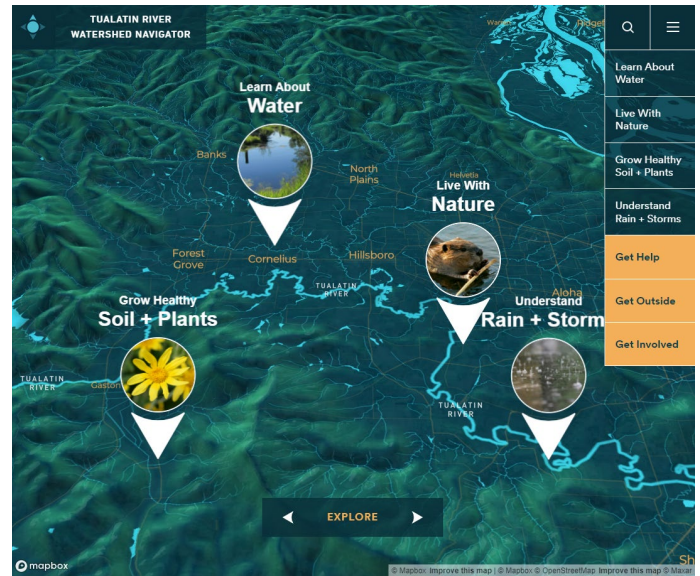 TUALATIN RIVER
WATERSHED NAVIGATOR
Learn About
Water
Banks
North
Plains
Helvetia
Live With
Nature
Forest
Grove
Cornelius
Hillsboro
TUALATIN
RIVER
Aloha
Grow Healthy
Soil + Plants
Understand
Rain + Storm
TUALATIN
RIVER
Gaston
TUALATIN
RIVER
EXPLORE
Learn About
Water
Live With
Nature
Grow Healthy
Soil + Plants
Understand
Rain + Storms
Get Help
Get Outside
Get Involved
mapbox
© Mapbox Improve this map | © Mapbox © OpenStreetMap Improve this map © Maxar
Sh